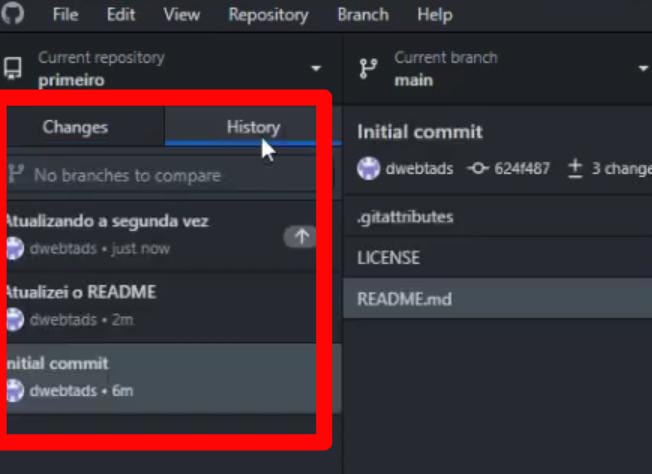 File Edit View Repository Branch Help
Current repository
primeiro
Current branch
main
Changes
History
No branches to compare
Atualizando a segunda vez
dwebtads • just now
Atualizei o README
dwebtads • 2m
Initial commit
dwebtads • 6m
Initial commit
dwebtads 624f487 3 change
.gitattributes
LICENSE
README.md